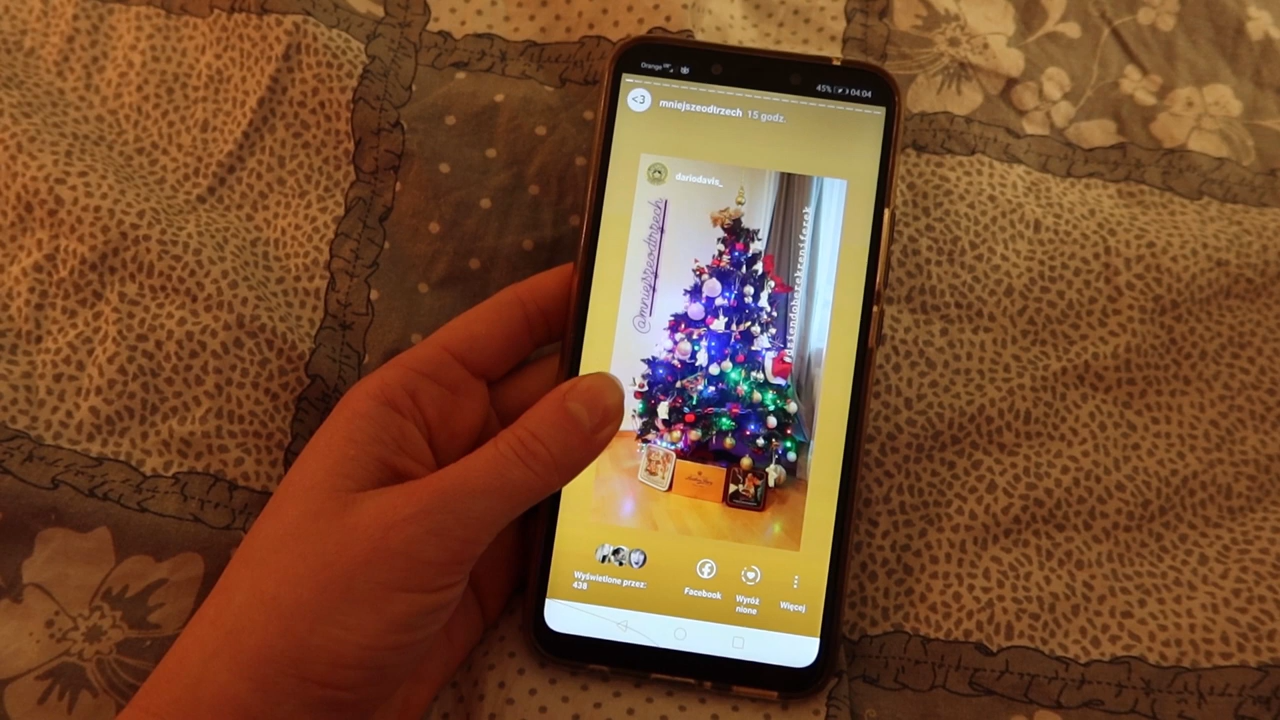 Orange
45% 04:04
<3 mniejszeodtrzech 15 godz.
dariodavis_
@mniejszeodtrzech
Wyświetlone przez:
438
Facebook
Wyróż
nione
Więcej